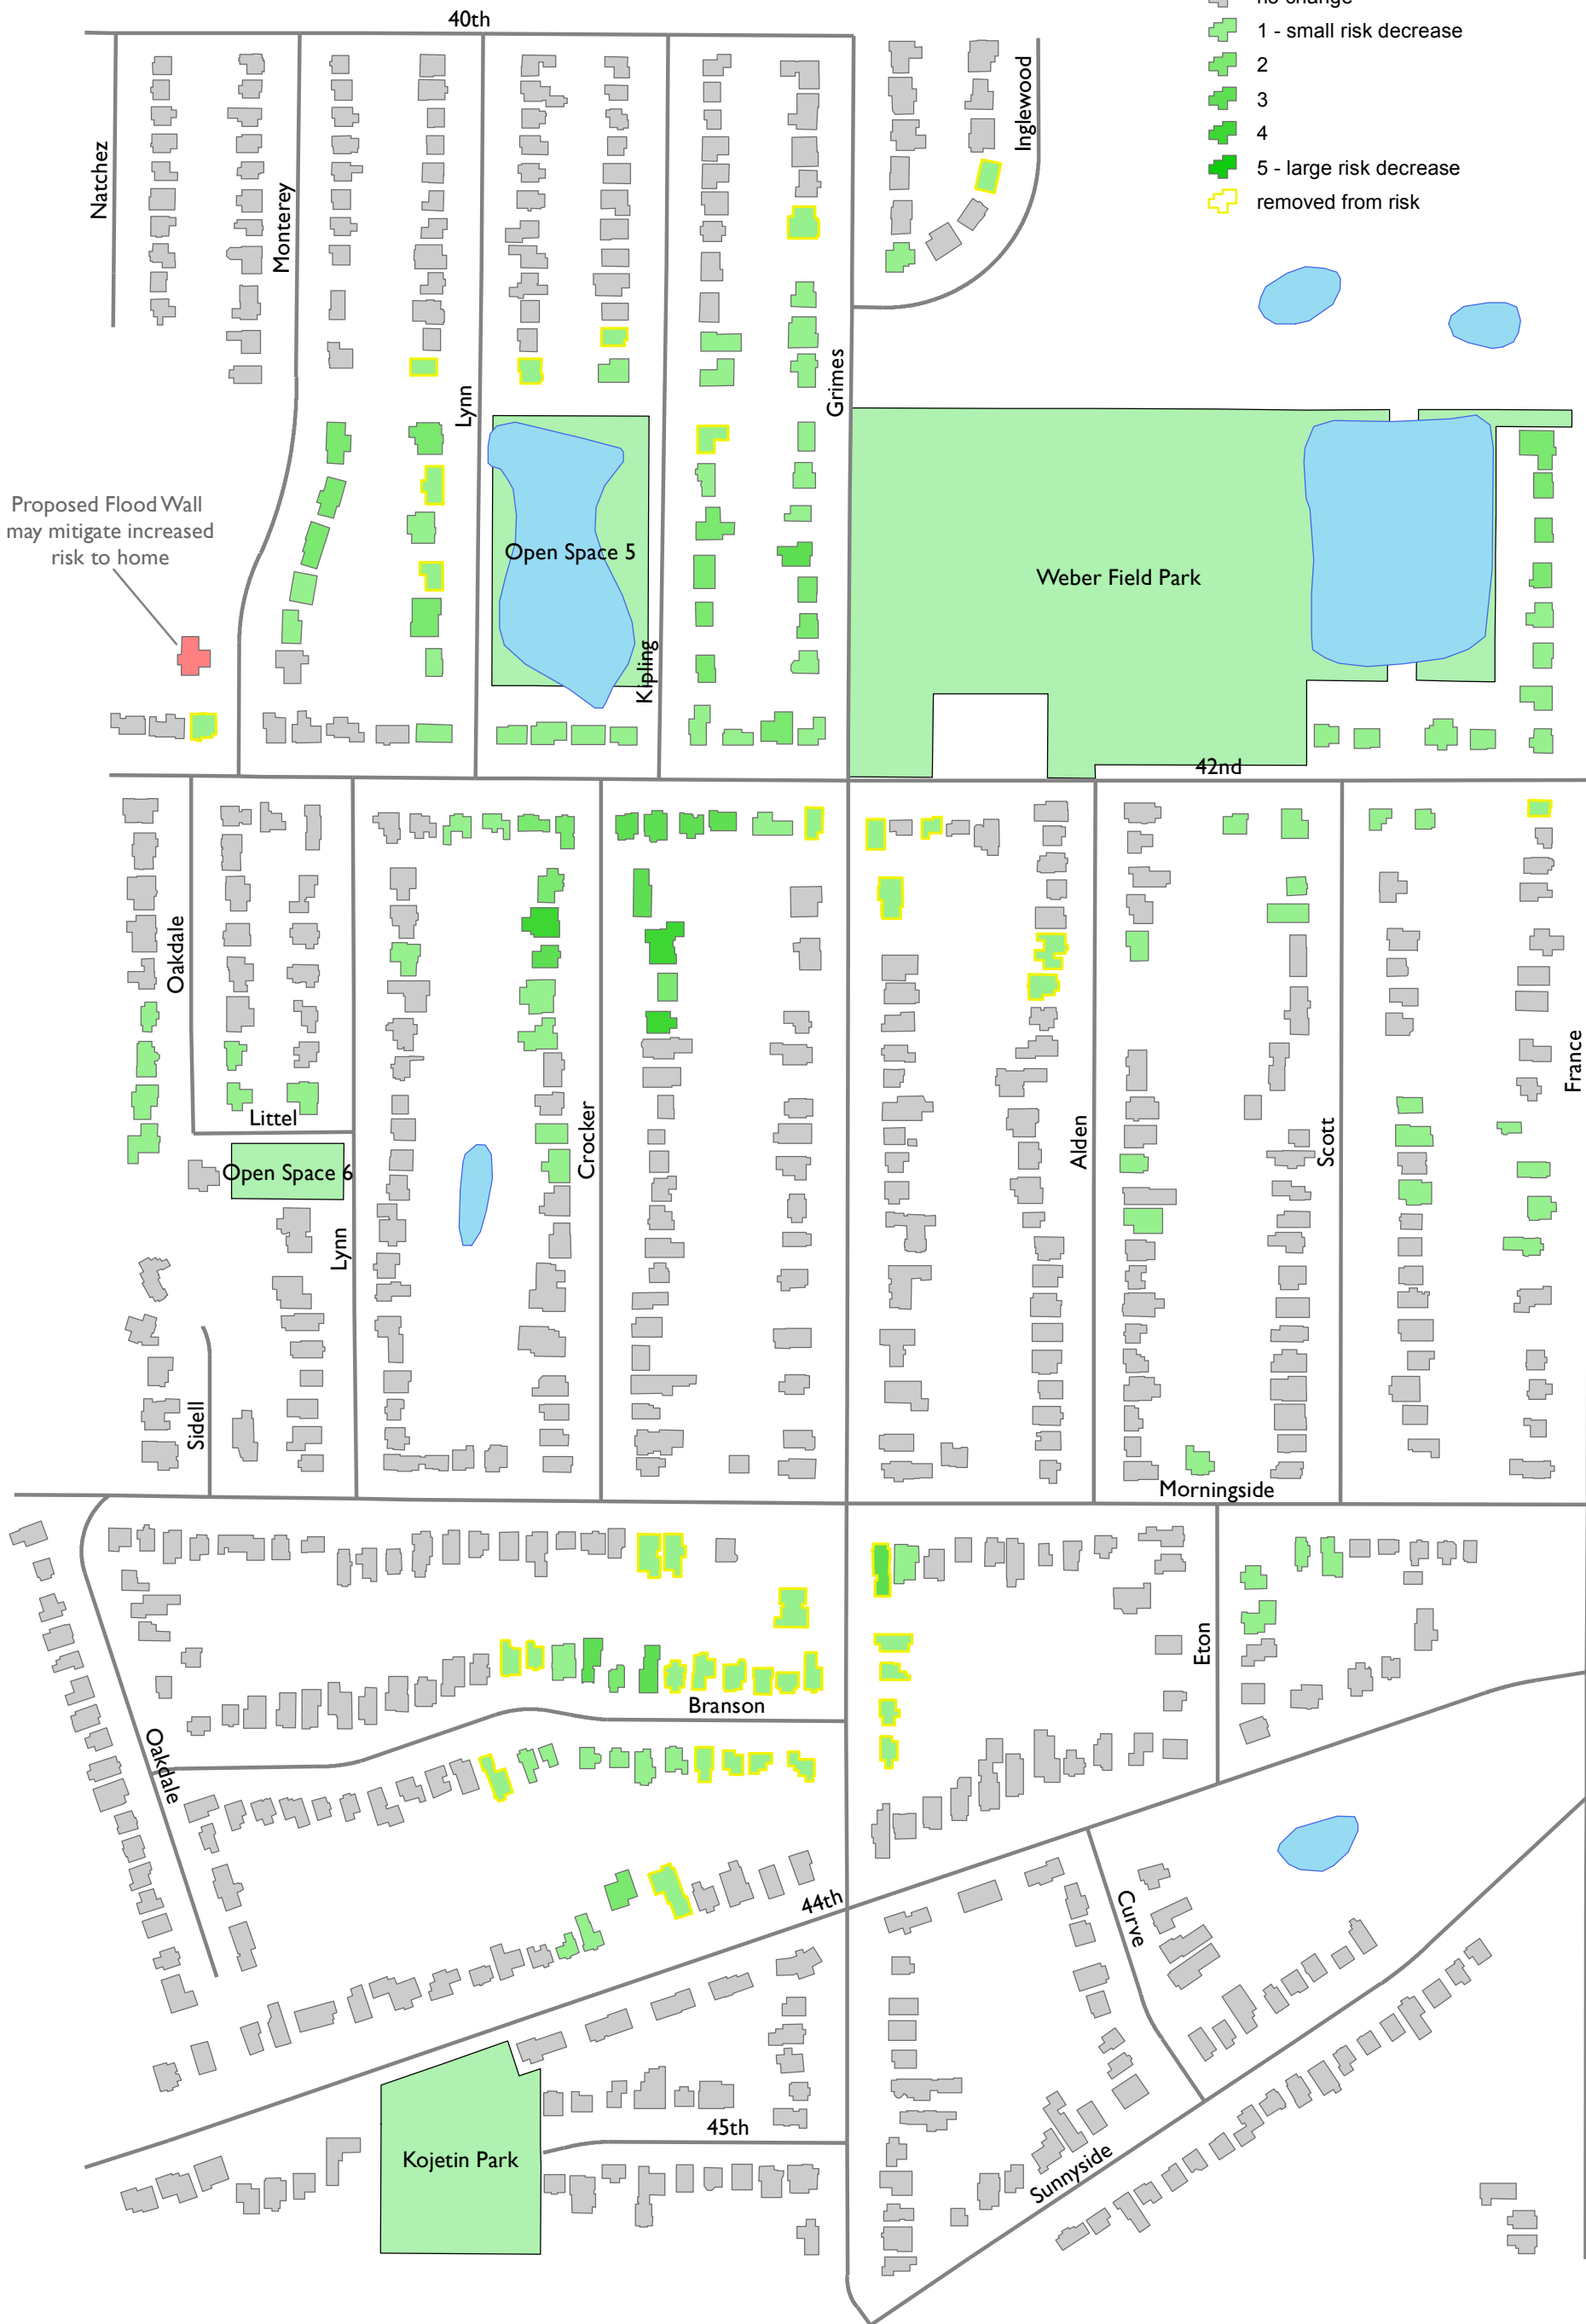 no change
40th
1 - small risk decrease
2
3
4
5 - large risk decrease
removed from risk
Inglewood
Natchez
Monterey
Lynn
Grimes
Proposed Flood Wall
may mitigate increased
risk to home
Open Space 5
Weber Field Park
Kipling
42nd
Oakdale
France
Littel
Crocker
Alden
Scott
Open Space 6
Lynn
Sidell
Morningside
Eton
Branson
Oakdale
44th
Curve
45th
Kojetin Park
Sunnyside